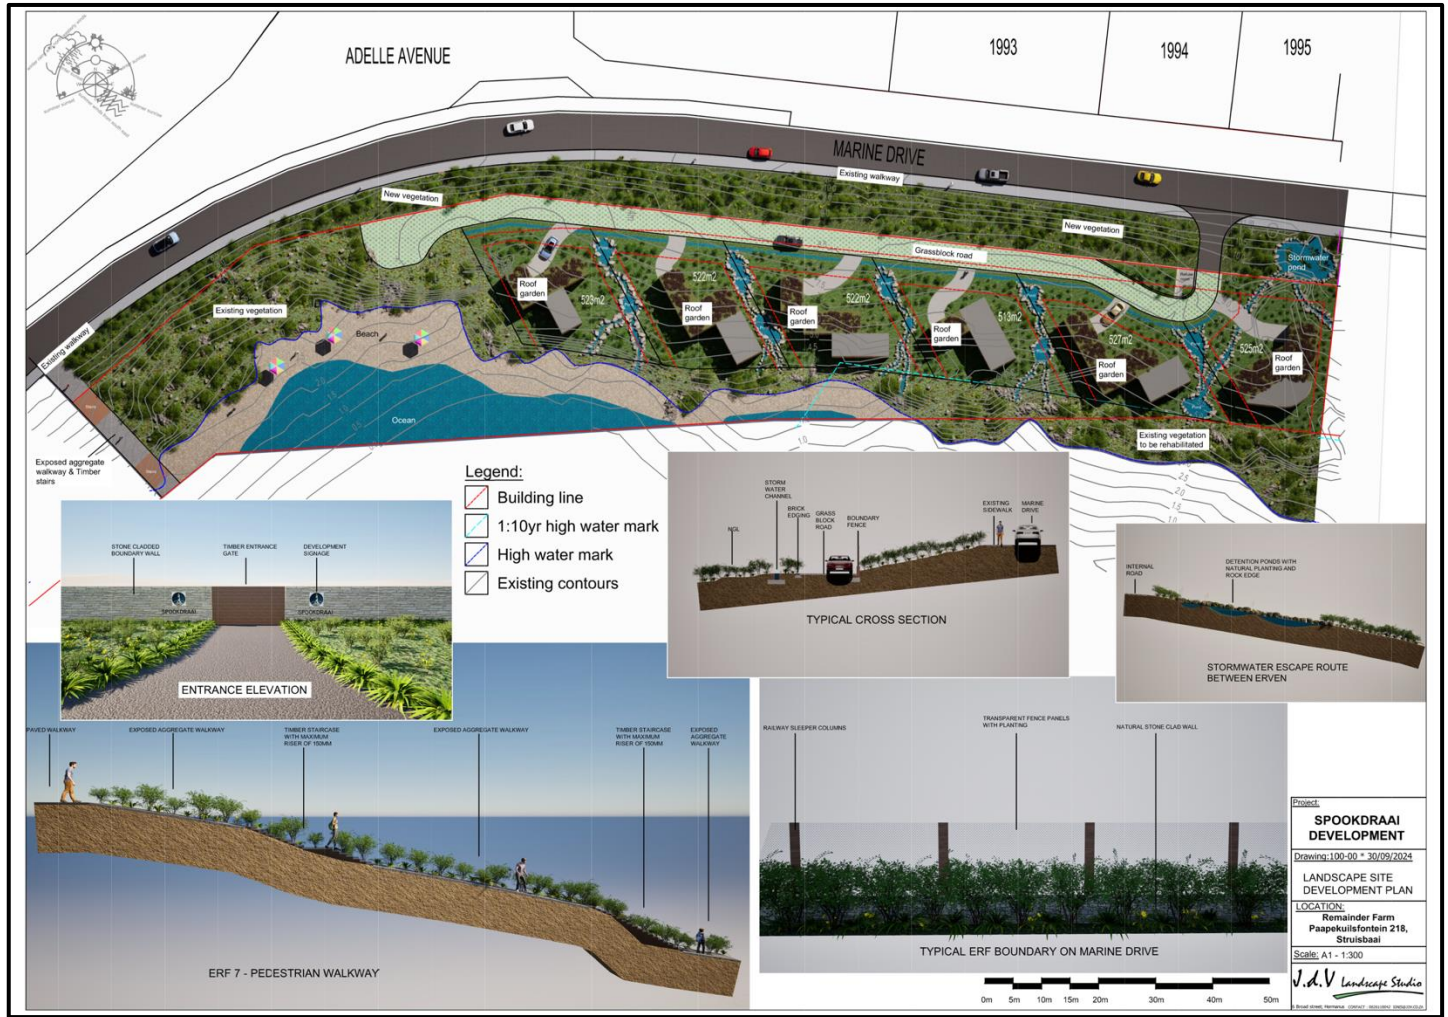 ADELLE AVENUE
1993
1994
1995
MARINE DRIVE
Existing walkway
New vegetation
New vegetation
Grassblock road
Stormwater
pond
Roof
garden
523m2
522m2
Roof
garden
Roof
garden
522m2
Roof
garden
513m2
527m2
Roof
garden
525m2
Roof
garden
Existing vegetation
Beach
Existing walkway
Ocean
Existing vegetation
to be rehabilitated
Exposed aggregate
walkway & Timber
stairs
Legend:
Building line
1:10yr high water mark
High water mark
Existing contours
STONE CLADDED
BOUNDARY WALL
TIMBER ENTRANCE
GATE
DEVELOPMENT
SIGNAGE
SPOOKDRAAI
SPOOKDRAAI
ENTRANCE ELEVATION
NGL
STORM
WATER
CHANNEL
BRICK
EDGING
GRASS
BLOCK
ROAD
BOUNDARY
FENCE
EXISTING
SIDEWALK
MARINE
DRIVE
TYPICAL CROSS SECTION
INTERNAL
ROAD
DETENTION PONDS WITH
NATURAL PLANTING AND
ROCK EDGE
STORMWATER ESCAPE ROUTE
BETWEEN ERVEN
PAVED WALKWAY
EXPOSED AGGREGATE WALKWAY
TIMBER STAIRCASE
WITH MAXIMUM
RISER OF 150MM
EXPOSED AGGREGATE WALKWAY
TIMBER STAIRCASE
WITH MAXIMUM
RISER OF 150MM
EXPOSED
AGGREGATE
WALKWAY
ERF 7 - PEDESTRIAN WALKWAY
RAILWAY SLEEPER COLUMNS
TRANSPARENT FENCE PANELS
WITH PLANTING
NATURAL STONE CLAD WALL
TYPICAL ERF BOUNDARY ON MARINE DRIVE
0m 5m 10m 15m 20m 30m 40m 50m
Project:
SPOOKDRAAI
DEVELOPMENT
Drawing:100-00 * 30/09/2024
LANDSCAPE SITE
DEVELOPMENT PLAN
LOCATION:
Remainder Farm
Paapekuilsfontein 218,
Struisbaai
Scale: A1 - 1:300
J.d.V Landscape Studio